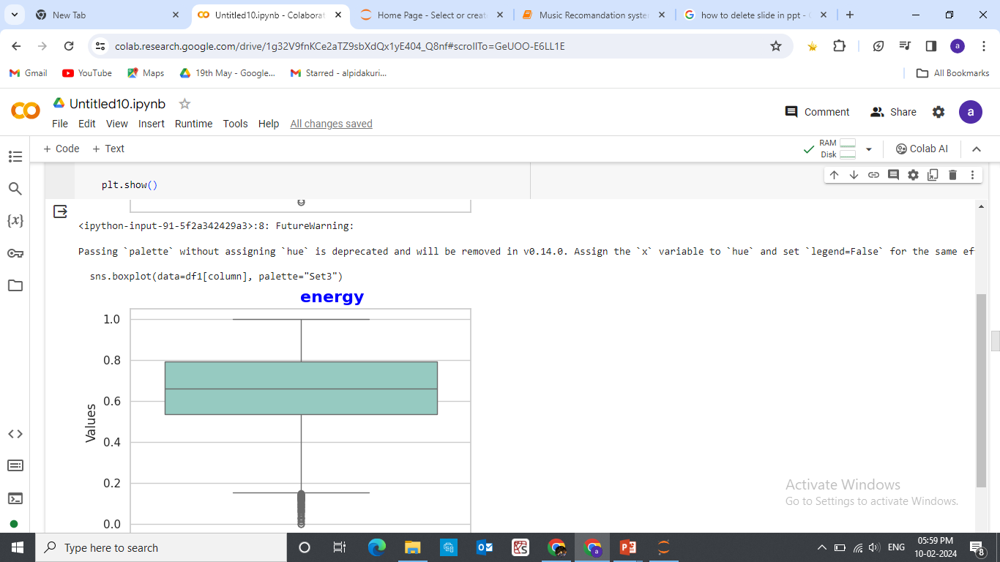 New Tab
Untitled10.ipynb - Colaborat
Home Page - Select or creat
Music Recomandation syste
how to delete slide in ppt -
colab.research.google.com/drive/1g32V9fnKCe2aTZ9sbXdQx1yE404_Q8nf#scrollTo=GeUOO-E6LL1E
a
Gmail
YouTube
Maps
19th May - Google...
Starred - alpidakuri...
All Bookmarks
CO
Untitled10.ipynb
Comment
Share
a
File Edit View Insert Runtime Tools Help All changes saved
+ Code + Text
RAM
Disk
Colab AI
plt.show()
{x}
<ipython-input-91-5f2a342429a3>:8: FutureWarning:
Passing `palette` without assigning `hue` is deprecated and will be removed in v0.14.0. Assign the `x` variable to `hue` and set `legend=False` for the same ef
sns.boxplot(data=df1[column], palette="Set3")
energy
1.0
0.8
0.6
0.4
0.2
0.0
Values
Activate Windows
Go to Settings to activate Windows.
Type here to search
ENG
05:59 PM
10-02-2024
8